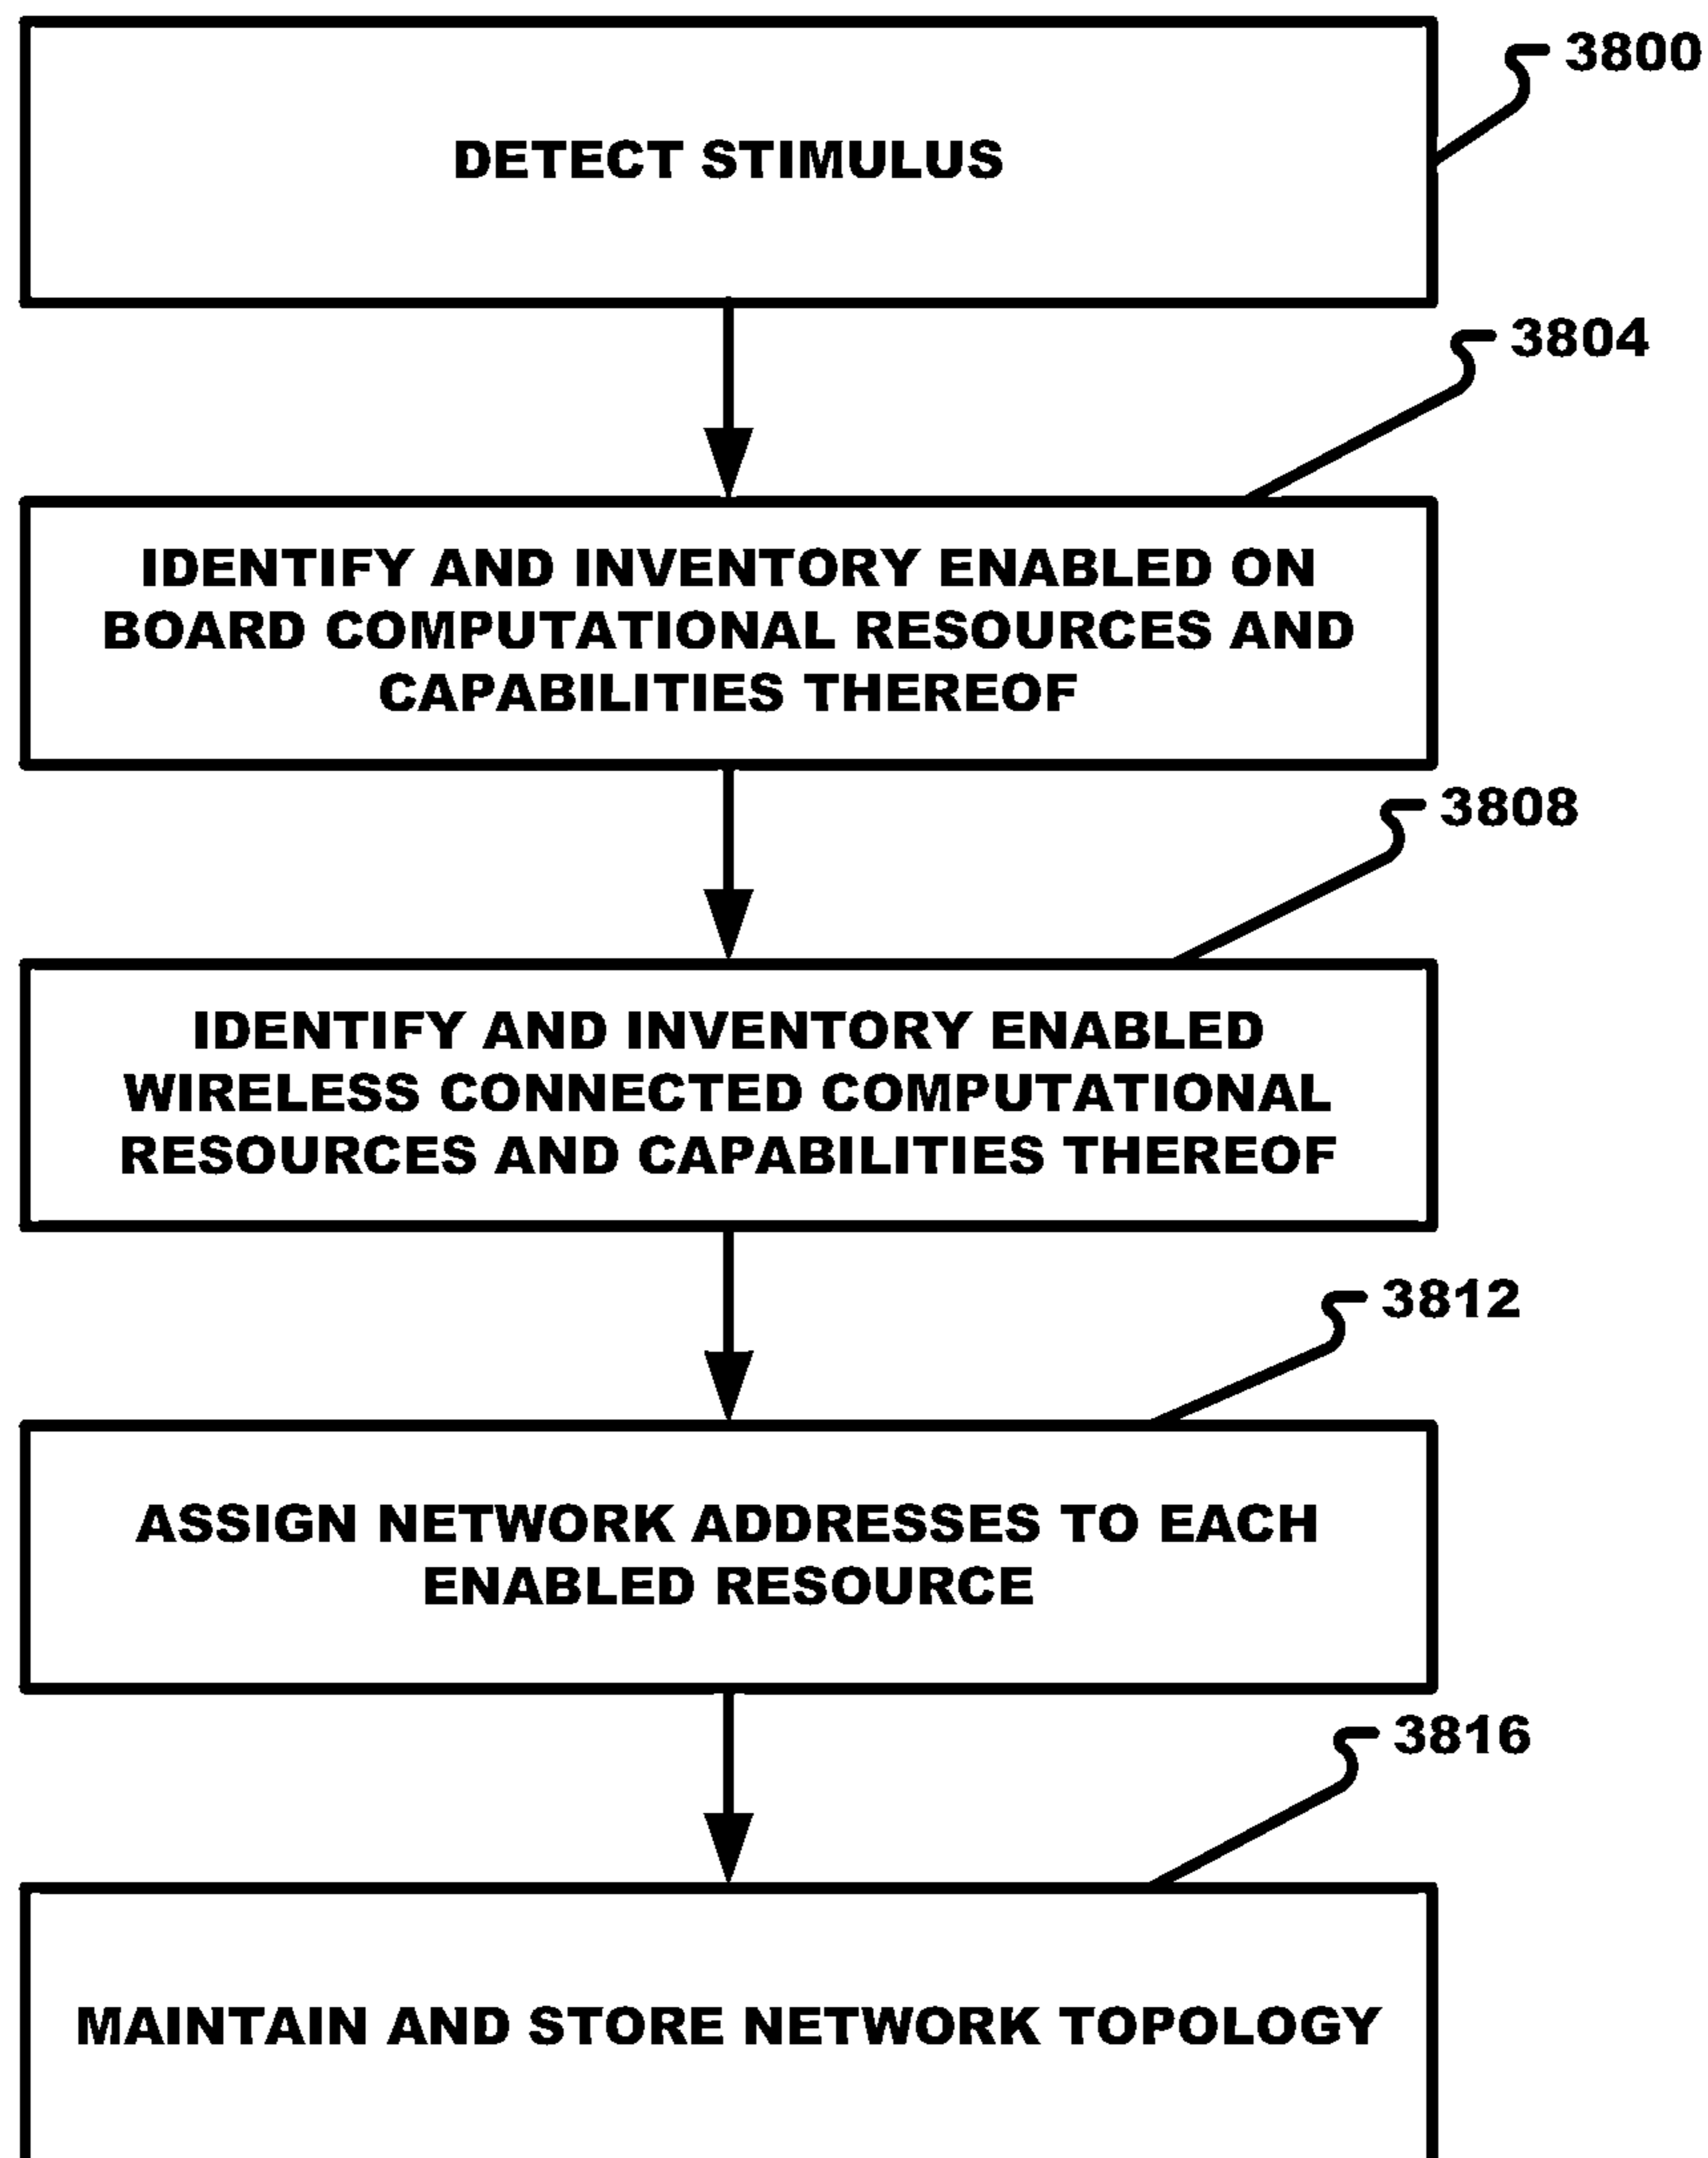 3800
DETECT STIMULUS
3804
IDENTIFY AND INVENTORY ENABLED ON
BOARD COMPUTATIONAL RESOURCES AND
CAPABILITIES THEREOF
3808
IDENTIFY AND INVENTORY ENABLED
WIRELESS CONNECTED COMPUTATIONAL
RESOURCES AND CAPABILITIES THEREOF
3812
ASSIGN NETWORK ADDRESSES TO EACH
ENABLED RESOURCE
3816
MAINTAIN AND STORE NETWORK TOPOLOGY